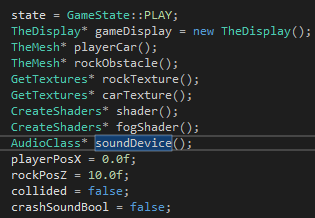 state = GameState::PLAY;
TheDisplay* gameDisplay = new TheDisplay();
TheMesh* playerCar();
TheMesh* rockObstacle();
GetTextures* rockTexture();
GetTextures* carTexture();
CreateShaders* shader();
CreateShaders* fogShader();
AudioClass* soundDevice();
playerPosX = 0.0f;
rockPosZ = 10.0f;
collided = false;
crashSoundBool = false;